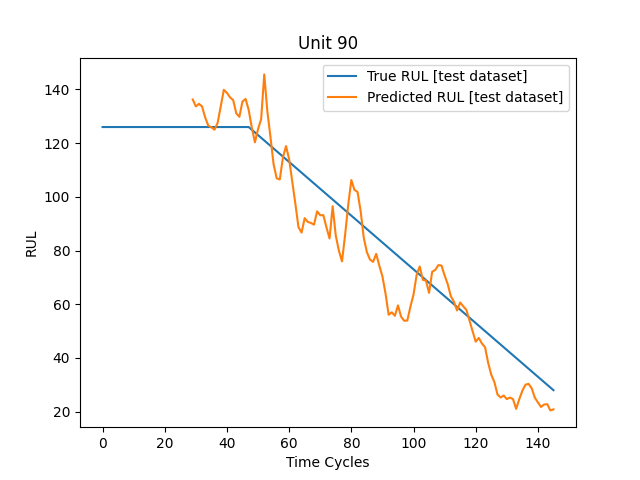 Unit 90
True RUL [test dataset]
Predicted RUL [test dataset]
RUL
140
120
100
80
60
40
20
0 20 40 60 80 100 120 140
Time Cycles